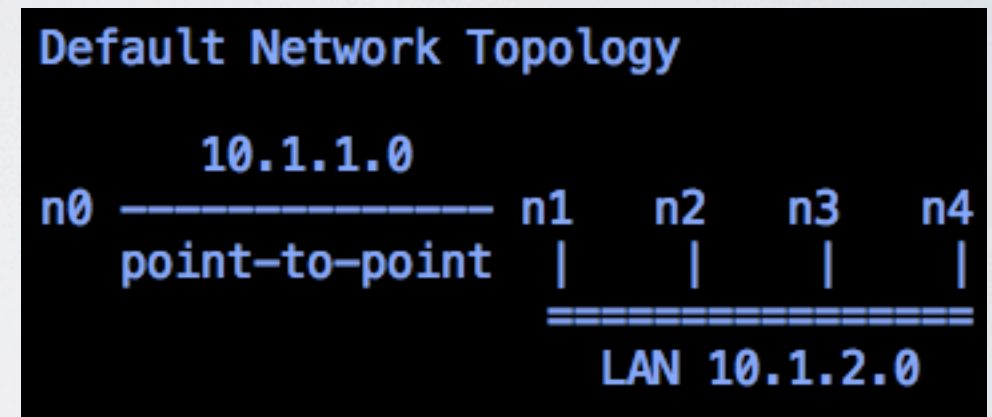 Default Network Topology
10.1.1.0
n0 -------------- n1 n2 n3 n4
point-to-point | | | |
================
LAN 10.1.2.0